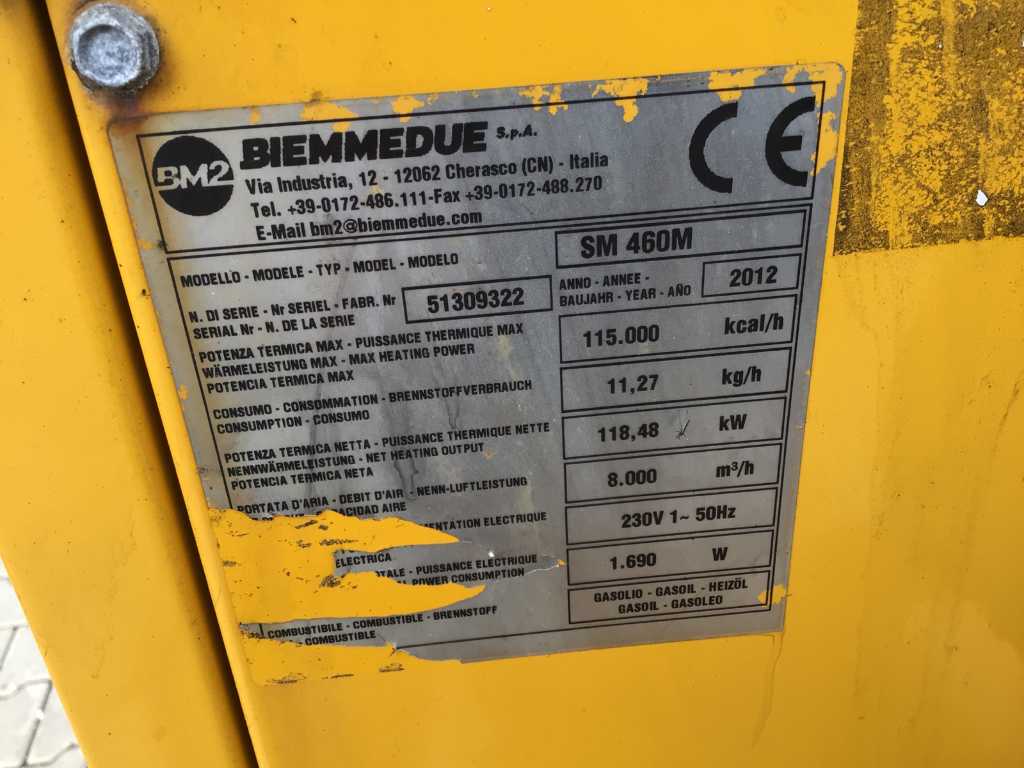 BM2 BIEMMEDUE S.p.A.
Via Industria, 12 - 12062 Cherasco (CN) - Italia
Tel. +39-0172-486.111-Fax +39-0172-488.270
E-Mail bm2@biemmedue.com
CE
MODELLO - MODELE - TYP - MODEL - MODELO
SM 460M
N. DI SERIE - Nr SERIEL - FABR. Nr
SERIAL Nr - N. DE LA SERIE
51309322
ANNO - ANNEE -
BAUJAHR - YEAR - AÑO
2012
POTENZA TERMICA MAX - PUISSANCE THERMIQUE MAX
WÄRMELEISTUNG MAX - MAX HEATING POWER
POTENCIA TERMICA MAX
115.000 kcal/h
CONSUMO - CONSOMMATION - BRENNSTOFFVERBRAUCH
CONSUMPTION - CONSUMO
11,27 kg/h
POTENZA TERMICA NETTA - PUISSANCE THERMIQUE NETTE
NENNWÄRMELEISTUNG - NET HEATING OUTPUT
POTENCIA TERMICA NETA
118,48 kW
PORTATA D'ARIA - DEBIT D'AIR - NENN-LUFTLEISTUNG
AIRE
8.000 m³/h
ELECTRIQUE
ELECTRICA
230V 1~ 50Hz
- PUISSANCE ELECTRIQUE
POWER CONSUMPTION
1.690 W
COMBUSTIBILE - COMBUSTIBLE - BRENNSTOFF
- COMBUSTIBLE
GASOLIO - GASOIL - HEIZÖL
GASOIL - GASOLEO